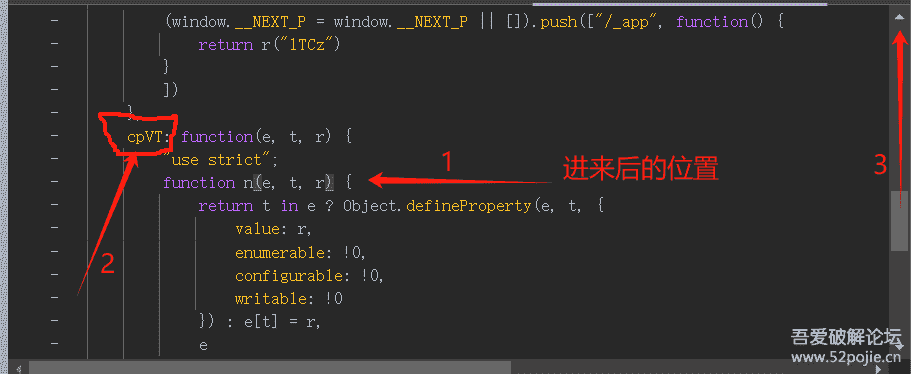 (window.__NEXT_P = window.__NEXT_P || []).push(["/_app", function() {
return r("1TCz")
}
])
},
cpVT: function(e, t, r) {
"use strict";
function n(e, t, r) {
1
进来后的位置
3
return t in e ? Object.defineProperty(e, t, {
value: r,
enumerable: !0,
2
configurable: !0,
writable: !0
}) : e[t] = r,
e
吾爱破解论坛
www.52pojie.cn